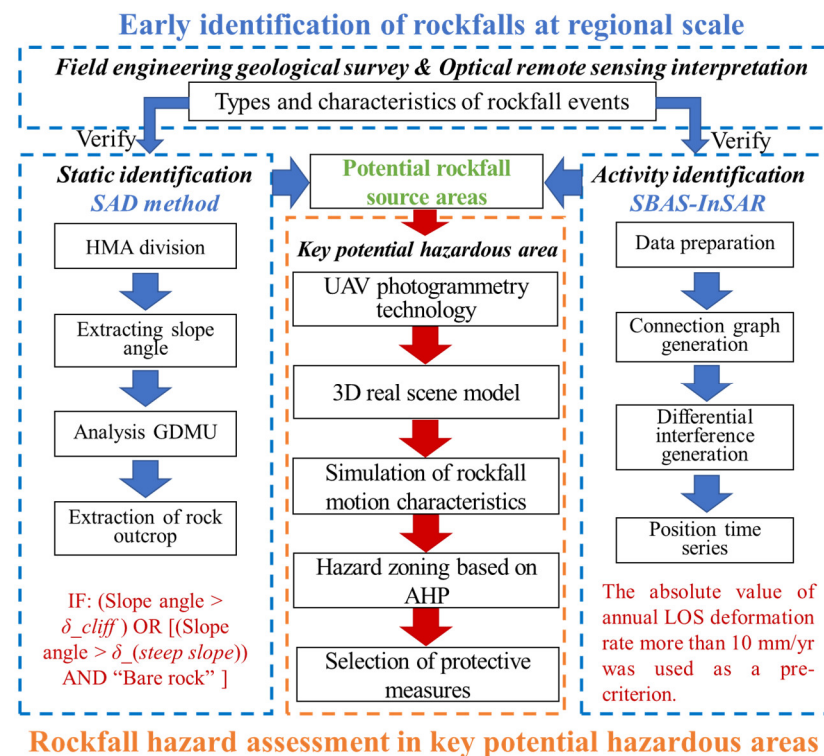 Early identification of rockfalls at regional scale
Field engineering geological survey & Optical remote sensing interpretation
Types and characteristics of rockfall events
Verify
Verify
Static identification
SAD method
HMA division
Extracting slope
angle
Analysis GDMU
Extraction of rock
outcrop
IF: (Slope angle >
δ_cliff ) OR [(Slope
angle > δ_(steep slope))
AND “Bare rock” ]
Potential rockfall
source areas
Key potential hazardous area
UAV photogrammetry
technology
3D real scene model
Simulation of rockfall
motion characteristics
Hazard zoning based on
AHP
Selection of protective
measures
Activity identification
SBAS-InSAR
Data preparation
Connection graph
generation
Differential
interference
generation
Position time
series
The absolute value of
annual LOS deformation
rate more than 10 mm/yr
was used as a pre-
criterion.
Rockfall hazard assessment in key potential hazardous areas